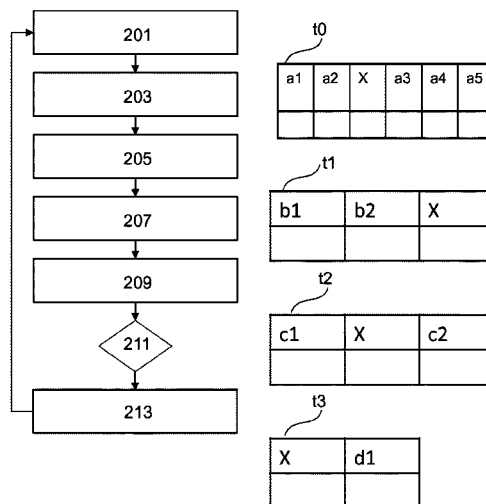 201
203
205
207
209
211
213
t0
a1 a2 X a3 a4 a5
t1
b1 b2 X
t2
c1 X c2
t3
X d1